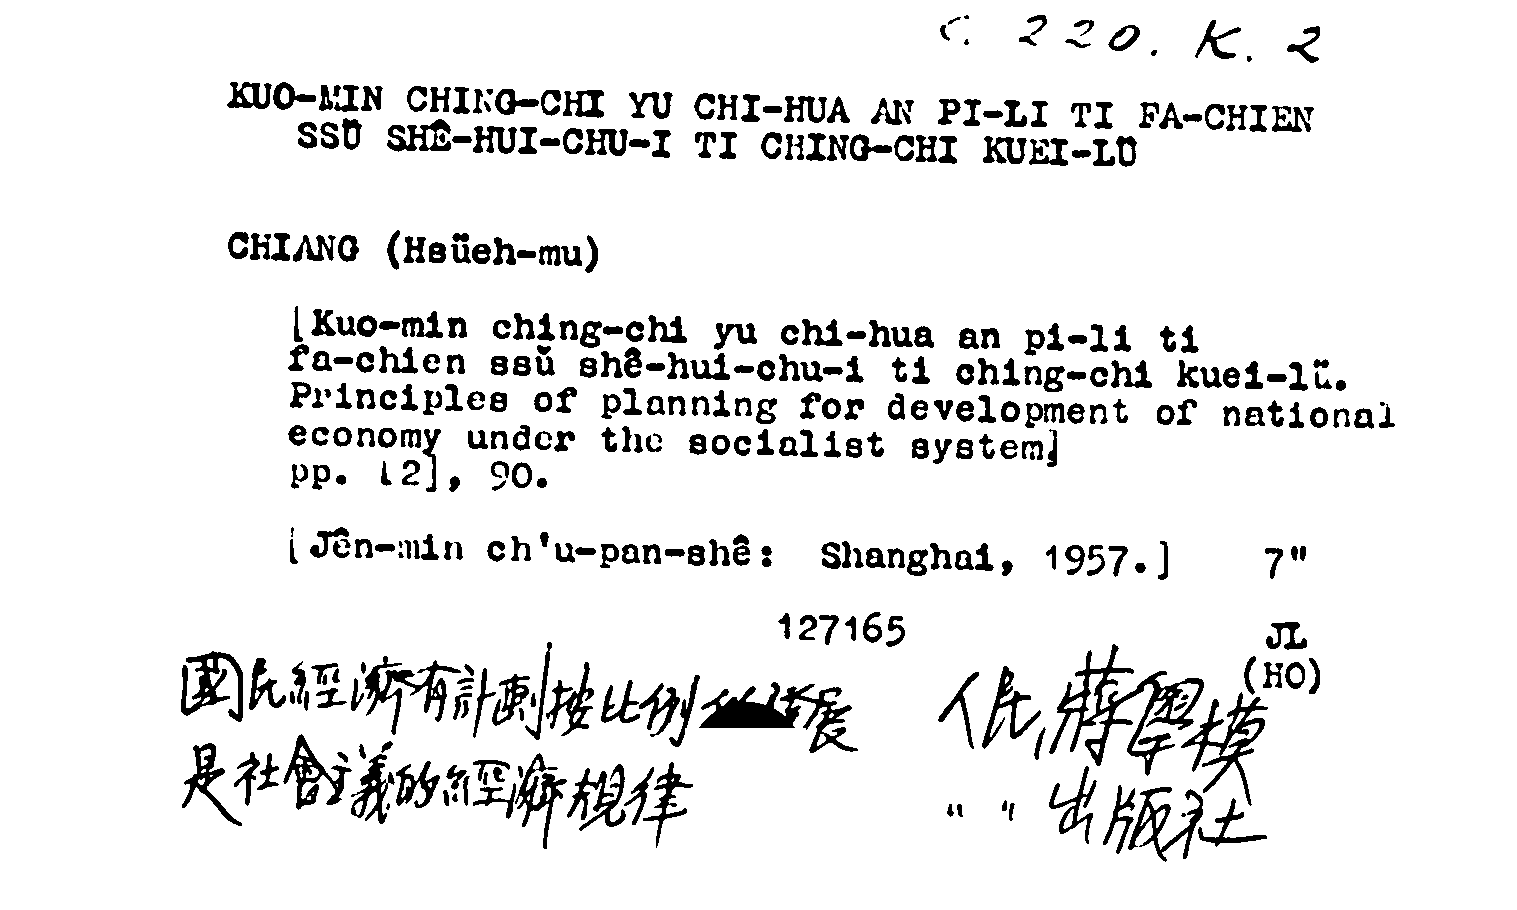 C. 220. K. 2
KUO-MIN CHING-CHI YU CHI-HUA AN PI-LI TI FA-CHIEN
SSŬ SHÊ-HUI-CHU-I TI CHING-CHI KUEI-LÜ
CHIANG (Hsüeh-mu)
[Kuo-min ching-chi yu chi-hua an pi-li ti
fa-chien ssŭ shê-hui-chu-i ti ching-chi kuei-lü.
Principles of planning for development of national
economy under the socialist system]
pp. [2], 90.
[Jên-min ch'u-pan-shê: Shanghai, 1957.] 7"
127165
JL
(HO)
國民經濟有計劃按比例 展 人民, 蔣學模
是社會主義的經濟規律 " " 出版社